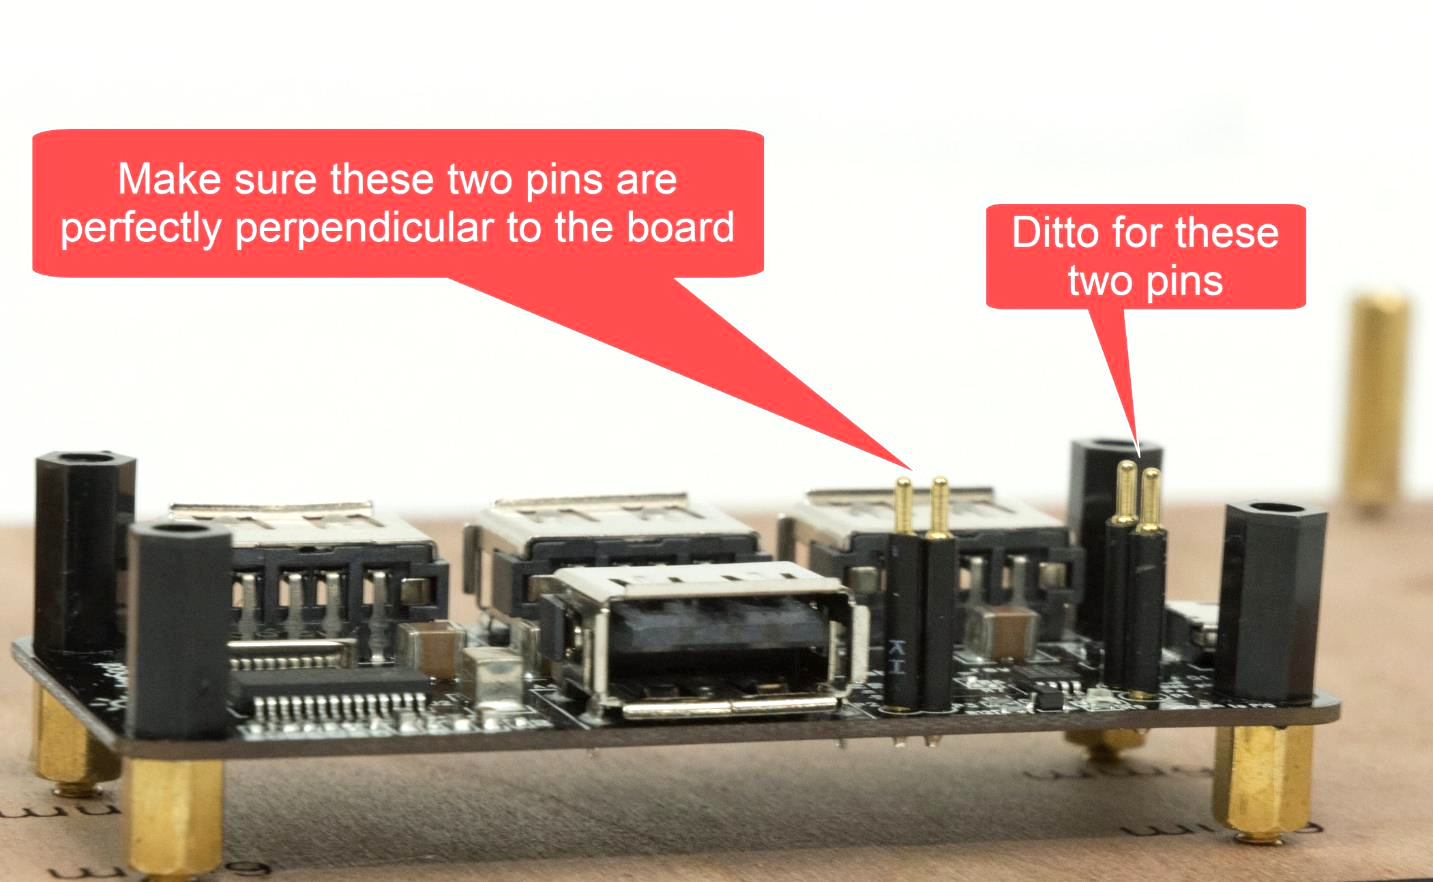 Make sure these two pins are
perfectly perpendicular to the board
Ditto for these
two pins